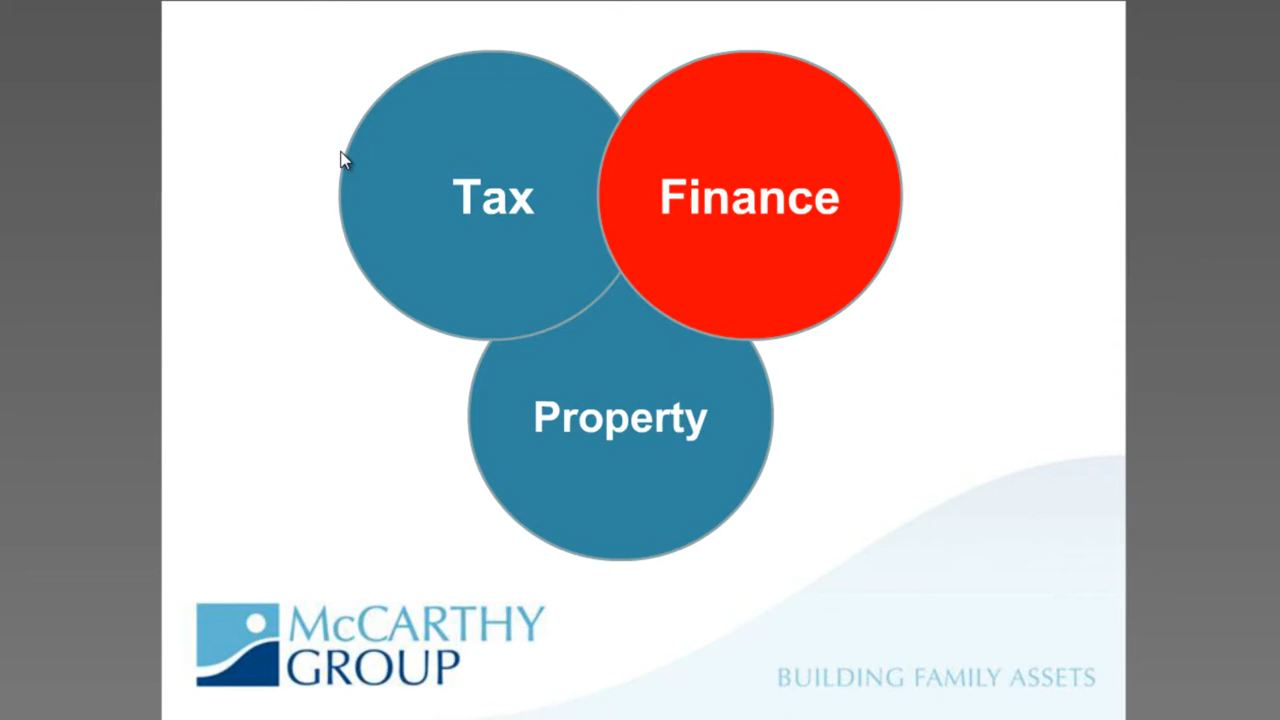 Tax
Finance
Property
McCARTHY
GROUP
BUILDING FAMILY ASSETS